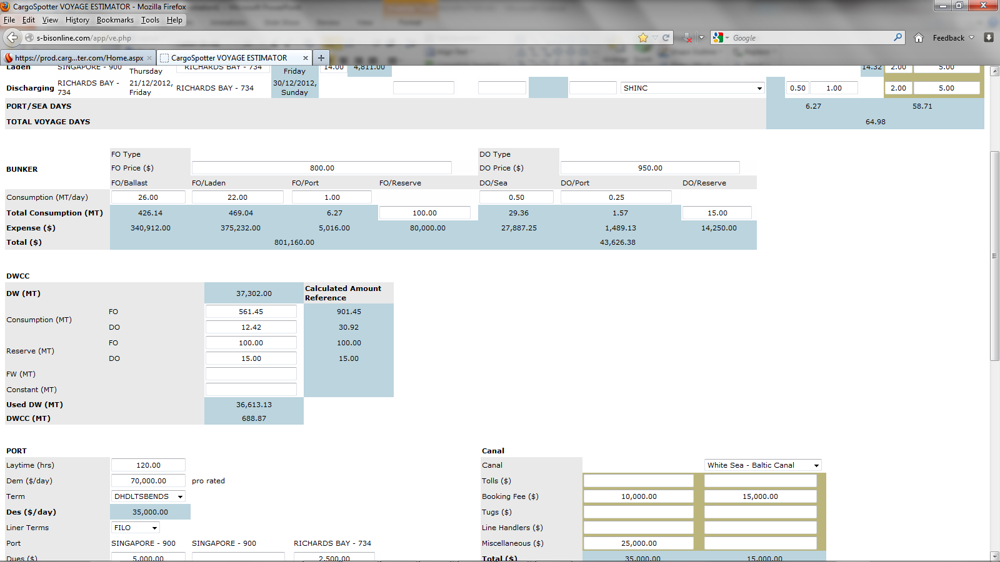 CargoSpotter VOYAGE ESTIMATOR - Mozilla Firefox
File Edit View History Bookmarks Tools Help
s-bisonline.com/app/ve.php Google Feedback
https://prod.carg...ter.com/Home.aspx CargoSpotter VOYAGE ESTIMATOR
Laden SINGAPORE - 900 Thursday RICHARDS BAY - 734 Friday 14.00 4,811.00 14.32 2.00 5.00
Discharging RICHARDS BAY - 734 21/12/2012, Friday RICHARDS BAY - 734 30/12/2012, Sunday SHINC 0.50 1.00 2.00 5.00
PORT/SEA DAYS 6.27 58.71
TOTAL VOYAGE DAYS 64.98
FO Type DO Type
BUNKER FO Price ($) 800.00 DO Price ($) 950.00
FO/Ballast FO/Laden FO/Port FO/Reserve DO/Sea DO/Port DO/Reserve
Consumption (MT/day) 26.00 22.00 1.00 0.50 0.25
Total Consumption (MT) 426.14 469.04 6.27 100.00 29.36 1.57 15.00
Expense ($) 340,912.00 375,232.00 5,016.00 80,000.00 27,887.25 1,489.13 14,250.00
Total ($) 801,160.00 43,626.38
DWCC
DW (MT) 37,302.00 Calculated Amount Reference
Consumption (MT) FO 561.45 901.45
DO 12.42 30.92
Reserve (MT) FO 100.00 100.00
DO 15.00 15.00
FW (MT)
Constant (MT)
Used DW (MT) 36,613.13
DWCC (MT) 688.87
PORT Canal
Laytime (hrs) 120.00 Canal White Sea - Baltic Canal
Dem ($/day) 70,000.00 pro rated Tolls ($)
Term DHDLTSBENDS Booking Fee ($) 10,000.00 15,000.00
Des ($/day) 35,000.00 Tugs ($)
Liner Terms FILO Line Handlers ($)
Port SINGAPORE - 900 SINGAPORE - 900 RICHARDS BAY - 734 Miscellaneous ($) 25,000.00
Dues ($) 5,000.00 2,500.00 Total ($) 35,000.00 15,000.00